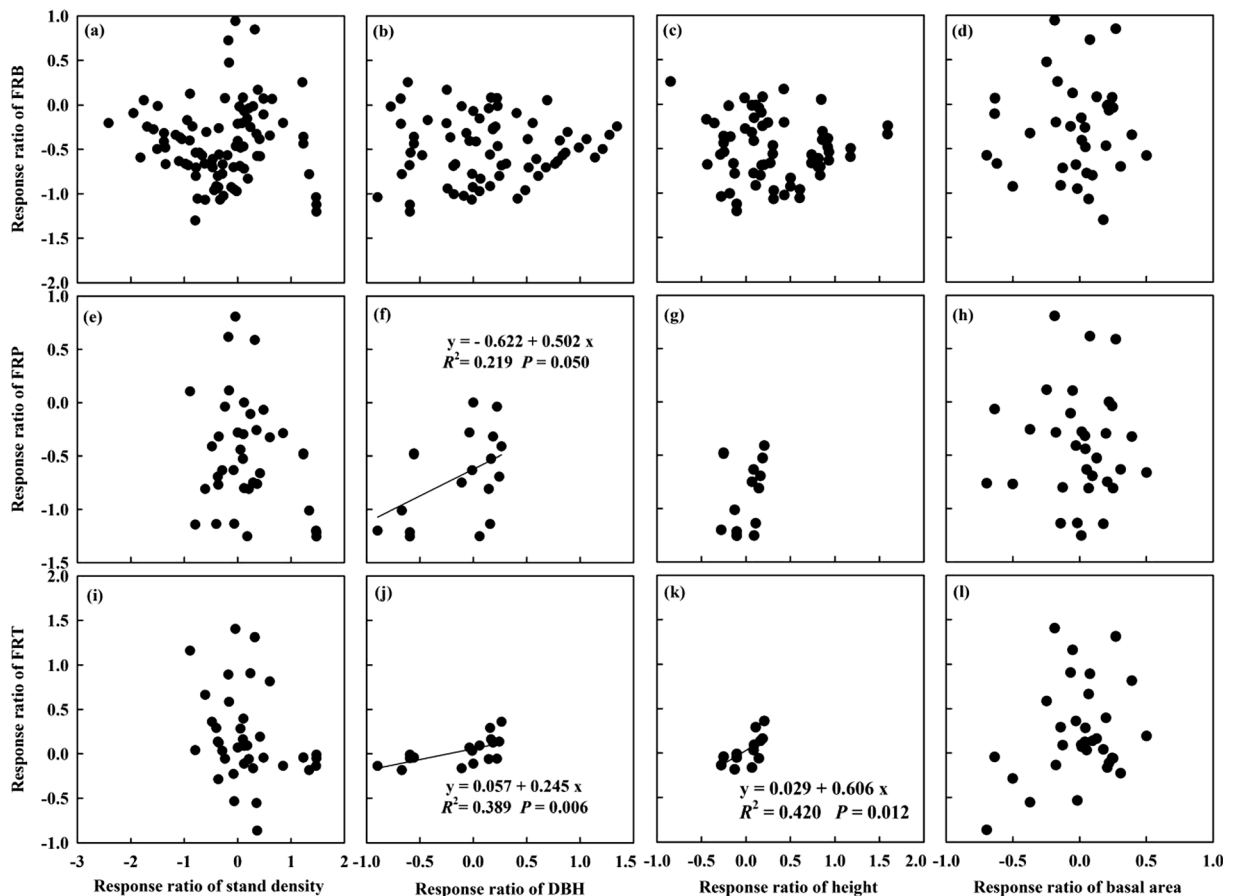 (a) (b) (c) (d)
1.0
0.5
0.0
-0.5
-1.0
-1.5
-2.0
Response ratio of FRB
(e) (f) (g) (h)
y = - 0.622 + 0.502 x
R²= 0.219 P = 0.050
1.0
0.5
0.0
-0.5
-1.0
-1.5
Response ratio of FRP
(i) (j) (k) (l)
y = 0.057 + 0.245 x
R²= 0.389 P = 0.006
y = 0.029 + 0.606 x
R² = 0.420 P = 0.012
2.0
1.5
1.0
0.5
0.0
-0.5
-1.0
Response ratio of FRT
-3 -2 -1 0 1 2 -1.0 -0.5 0.0 0.5 1.0 1.5 -1.0 -0.5 0.0 0.5 1.0 1.5 2.0 -1.0 -0.5 0.0 0.5 1.0
Response ratio of stand density Response ratio of DBH Response ratio of height Response ratio of basal area